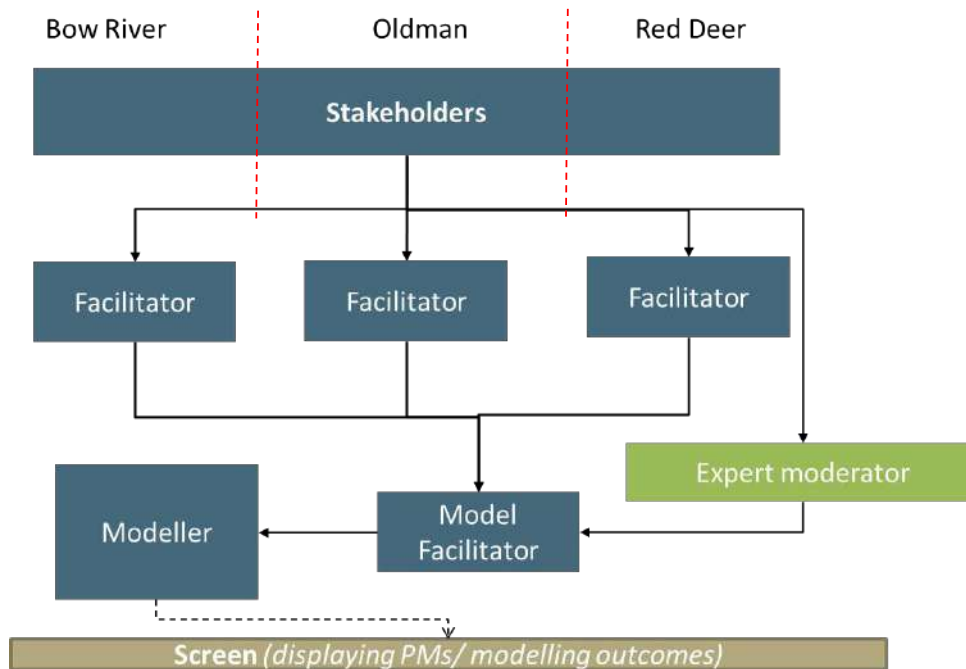 Bow River
Oldman
Red Deer
Stakeholders
Facilitator
Facilitator
Facilitator
Expert moderator
Modeller
Model
Facilitator
Screen (displaying PMs/ modelling outcomes)